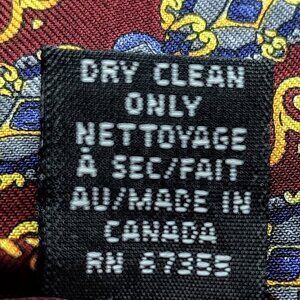 DRY CLEAN
ONLY
NETTOYAGE
A SEC/FAIT
AU/MADE IN
CANADA
RN 67355